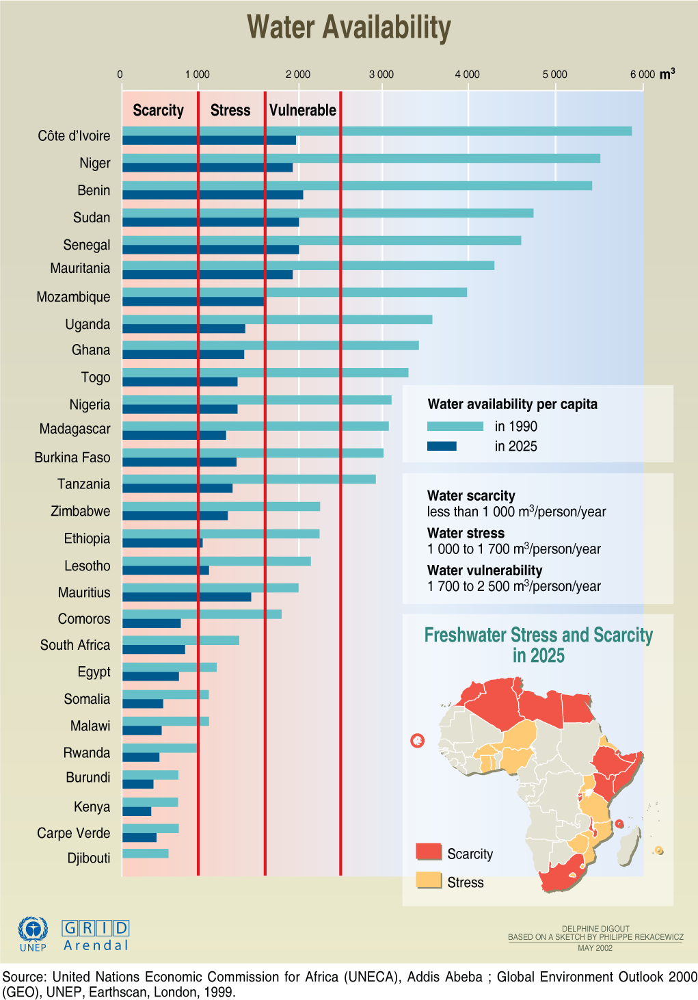 Water Availability
0 1 000 2 000 3 000 4 000 5 000 6 000 m³
Scarcity Stress Vulnerable
Côte d'Ivoire
Niger
Benin
Sudan
Senegal
Mauritania
Mozambique
Uganda
Ghana
Togo
Nigeria
Madagascar
Burkina Faso
Tanzania
Zimbabwe
Ethiopia
Lesotho
Mauritius
Comoros
South Africa
Egypt
Somalia
Malawi
Rwanda
Burundi
Kenya
Carpe Verde
Djibouti
Water availability per capita
in 1990
in 2025
Water scarcity
less than 1 000 m³/person/year
Water stress
1 000 to 1 700 m³/person/year
Water vulnerability
1 700 to 2 500 m³/person/year
Freshwater Stress and Scarcity
in 2025
Scarcity
Stress
UNEP
GRID
Arendal
DELPHINE DIGOUT
BASED ON A SKETCH BY PHILIPPE REKACEWICZ
MAY 2002
Source: United Nations Economic Commission for Africa (UNECA), Addis Abeba ; Global Environment Outlook 2000
(GEO), UNEP, Earthscan, London, 1999.